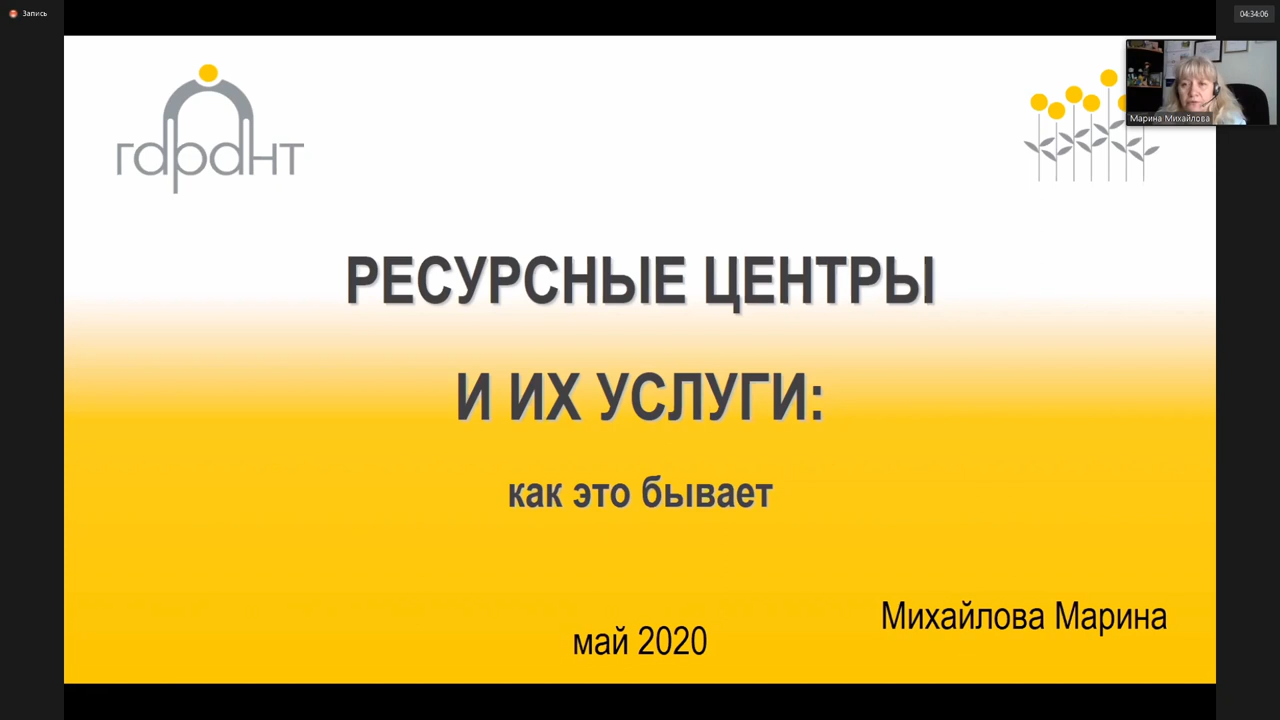 Запись
04:34:06
гарант
Марина Михайлова
РЕСУРСНЫЕ ЦЕНТРЫ
И ИХ УСЛУГИ:
как это бывает
Михайлова Марина
май 2020